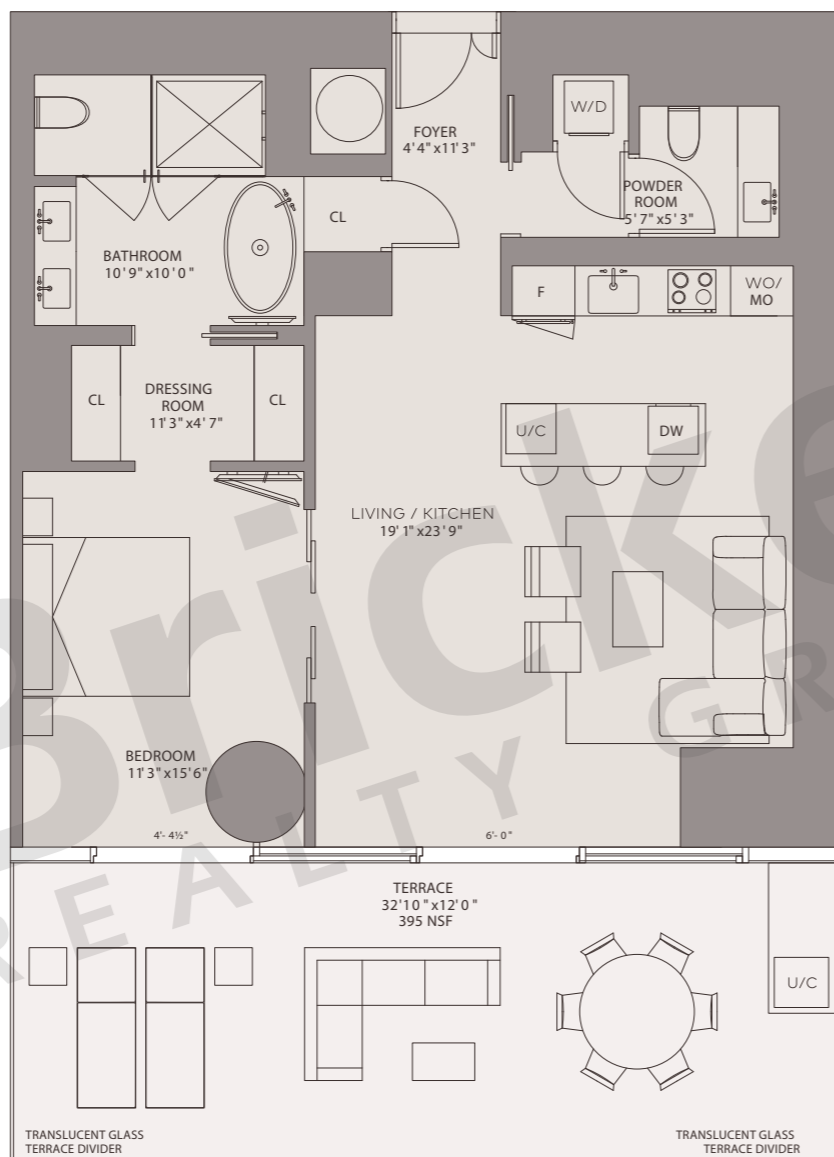 FOYER
4'4"x11'3"
W/D
POWDER
ROOM
5'7"x5'3"
CL
BATHROOM
10'9"x10'0"
F
WO/
MO
DRESSING
ROOM
11'3"x4'7"
CL
CL
U/C
DW
LIVING / KITCHEN
19'1"x23'9"
BEDROOM
11'3"x15'6"
4'- 4½"
6'- 0"
TERRACE
32'10"x12'0"
395 NSF
U/C
TRANSLUCENT GLASS
TERRACE DIVIDER
TRANSLUCENT GLASS
TERRACE DIVIDER
Bricke
REALTY GR